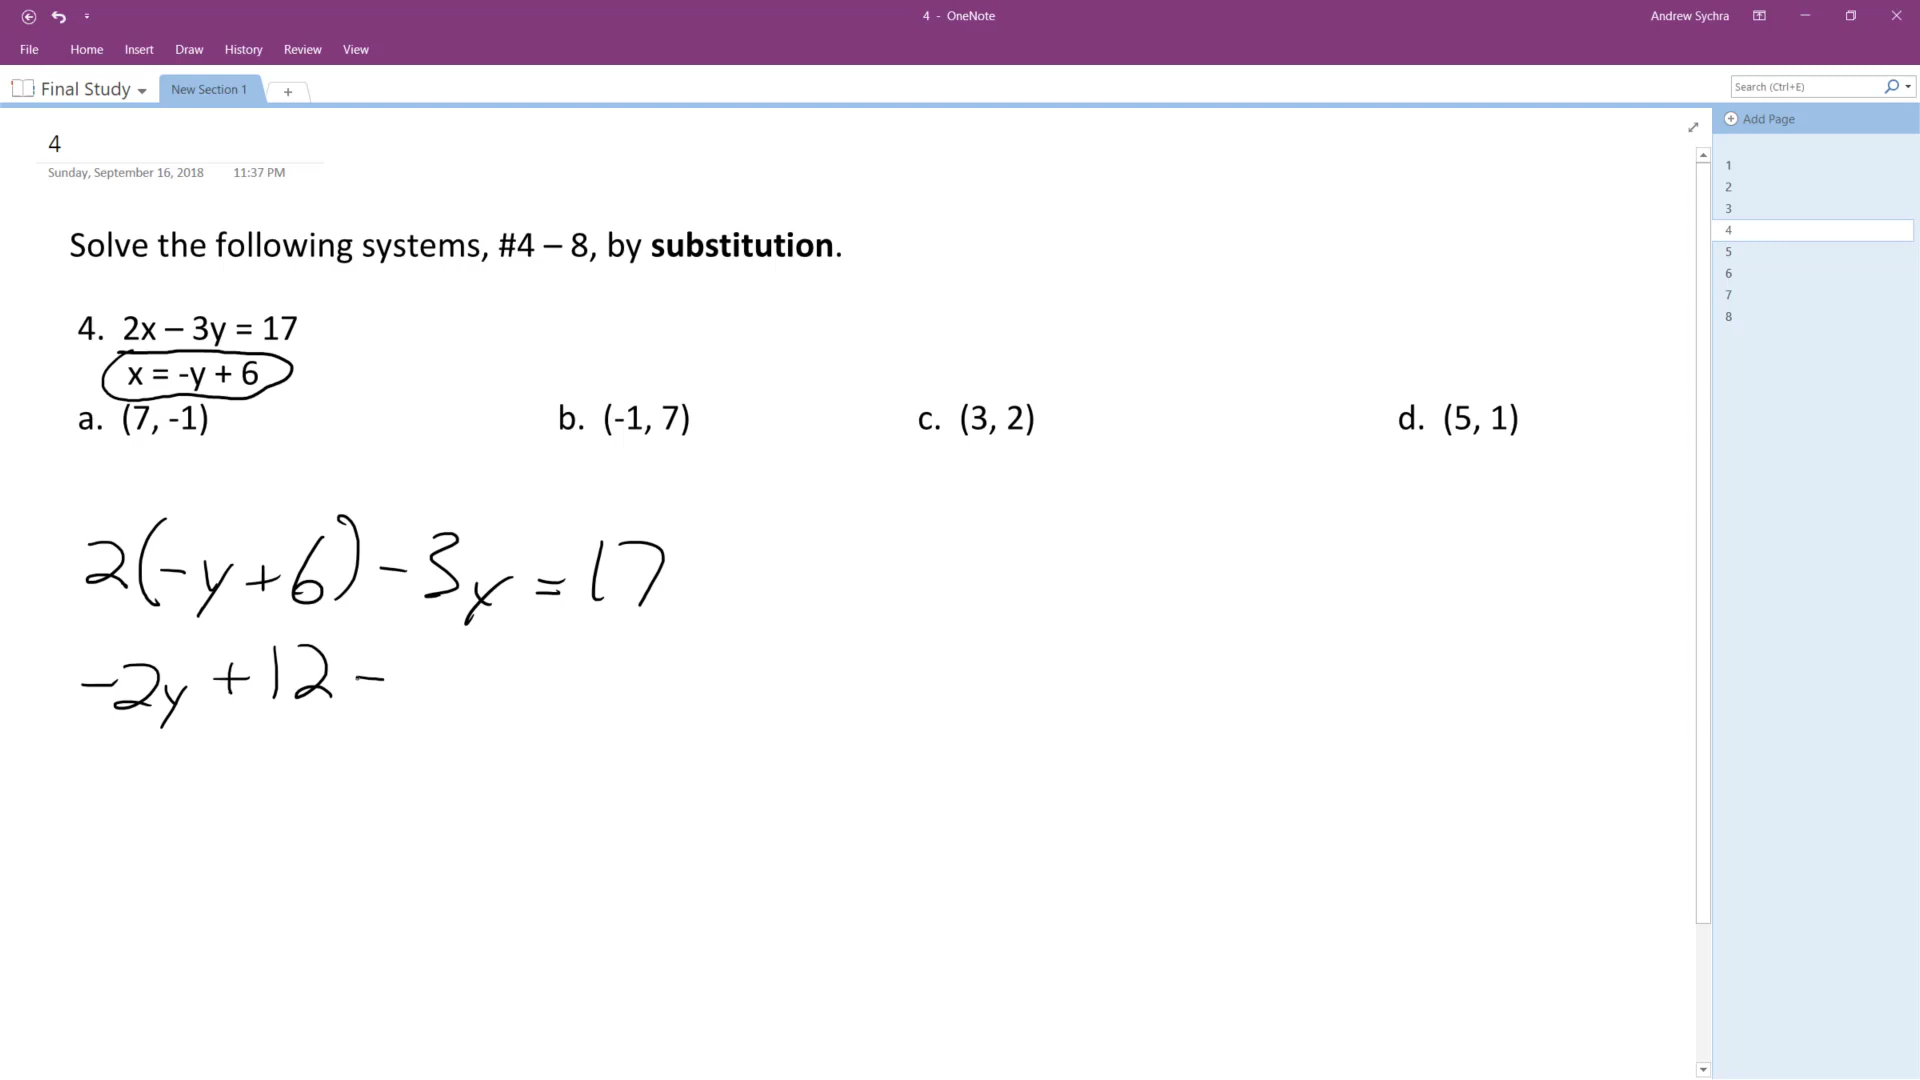 4 - OneNote
Andrew Sychra
File Home Insert Draw History Review View
Final Study
New Section 1
+
Search (Ctrl+E)
Add Page
4
Sunday, September 16, 2018 11:37 PM
Solve the following systems, #4 – 8, by substitution.
4. 2x – 3y = 17
x = -y + 6
a. (7, -1) b. (-1, 7) c. (3, 2) d. (5, 1)
2(-y+6)-3y=17
-2y+12-
1
2
3
4
5
6
7
8